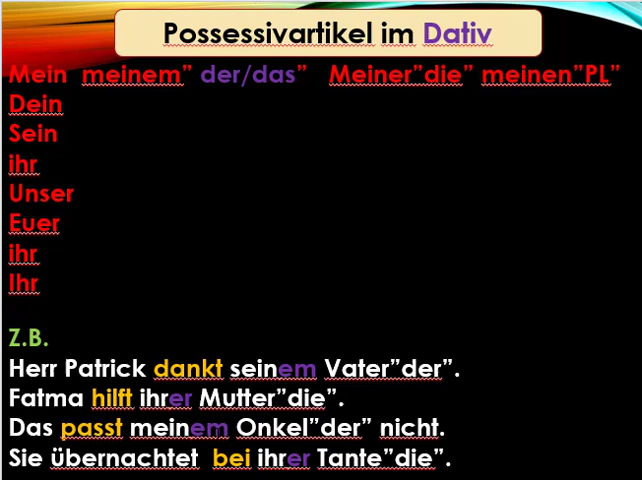 Possessivartikel im Dativ
Mein meinem” der/das” Meiner”die” meinen”PL”
Dein
Sein
ihr
Unser
Euer
ihr
Ihr
Z.B.
Herr Patrick dankt seinem Vater”der”.
Fatma hilft ihrer Mutter”die”.
Das passt meinem Onkel”der” nicht.
Sie übernachtet bei ihrer Tante”die”.